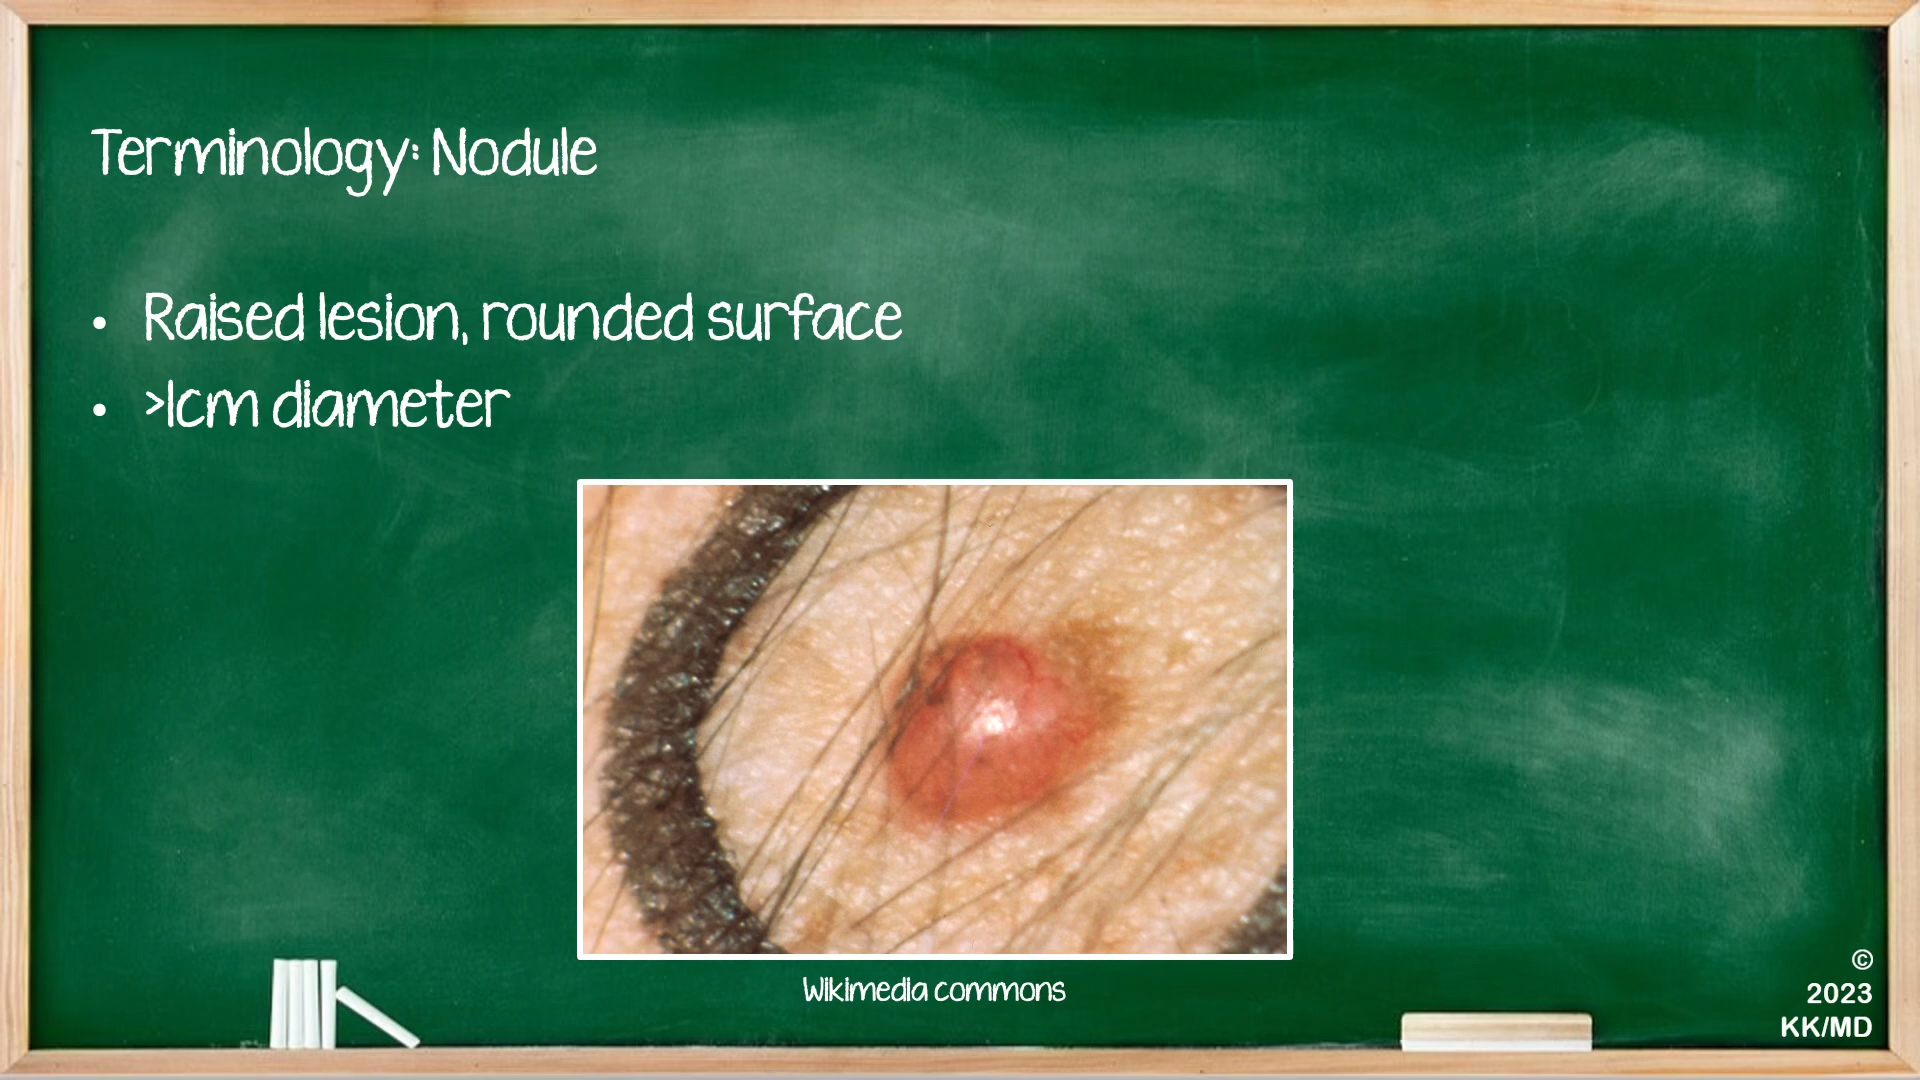 Terminology: Nodule
• Raised lesion, rounded surface
• >1cm diameter
Wikimedia commons
©
2023
KK/MD